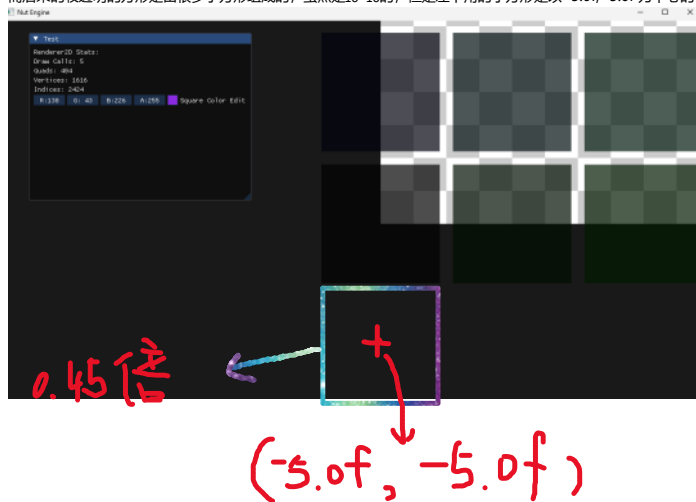 Nut Engine
▼ Test
Renderer2D Stats:
Draw Calls: 5
Quads: 404
Vertices: 1616
Indices: 2424
R:138 G: 43 B:226 A:255 Square Color Edit
0.45倍
(-5.0f, -5.0f)